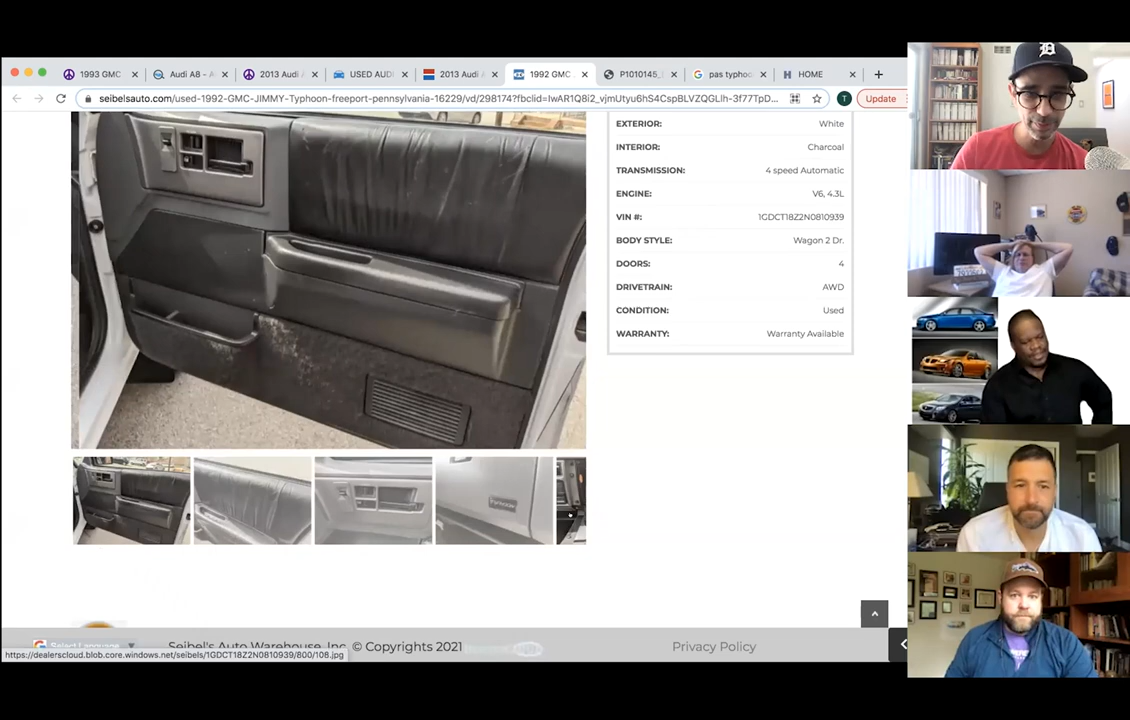 1993 GMC
Audi A8 - A
2013 Audi
USED AUDI
2013 Audi A
1992 GMC
P1010145_E
pas typhoo
HOME
seibelsauto.com/used-1992-GMC-JIMMY-Typhoon-freeport-pennsylvania-16229/vd/298174?fbclid=IwAR1Q8i2_vjmUtyu6hS4CspBLVZQGLIh-3f77TpD...
T
Update
EXTERIOR: White
INTERIOR: Charcoal
TRANSMISSION: 4 speed Automatic
ENGINE: V6, 4.3L
VIN #: 1GDCT18Z2N0810939
BODY STYLE: Wagon 2 Dr.
DOORS: 4
DRIVETRAIN: AWD
CONDITION: Used
WARRANTY: Warranty Available
Select Language
Seibel's Auto Warehouse, Inc. © Copyrights 2021
Privacy Policy
https://dealerscloud.blob.core.windows.net/seibels/1GDCT18Z2N0810939/800/108.jpg